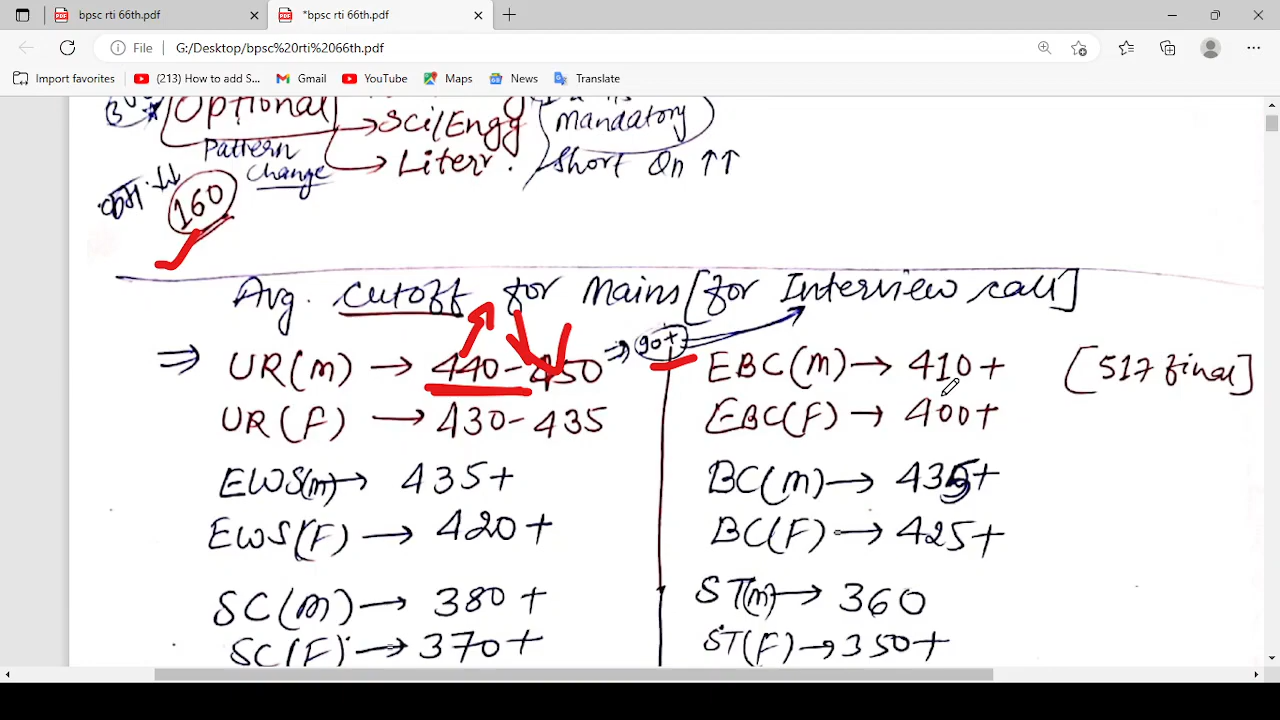 bpsc rti 66th.pdf
*bpsc rti 66th.pdf
File
G:/Desktop/bpsc%20rti%2066th.pdf
Import favorites
(213) How to add S...
Gmail
YouTube
Maps
News
Translate
Optional
Sci/Engg
Mandatory
Pattern
Change
Literr.
Short Qn ↑↑
160
Avg. cutoff for Mains [for Interview call]
⇒ UR(M) → 440-450 ⇒ 90+
UR(F) → 430-435
EWS(M) → 435+
EWS(F) → 420+
SC(M) → 380+
SC(F) → 370+
EBC(M) → 410+ [517 final]
EBC(F) → 400+
BC(M) → 435+
BC(F) → 425+
ST(M) → 360
ST(F) → 350+